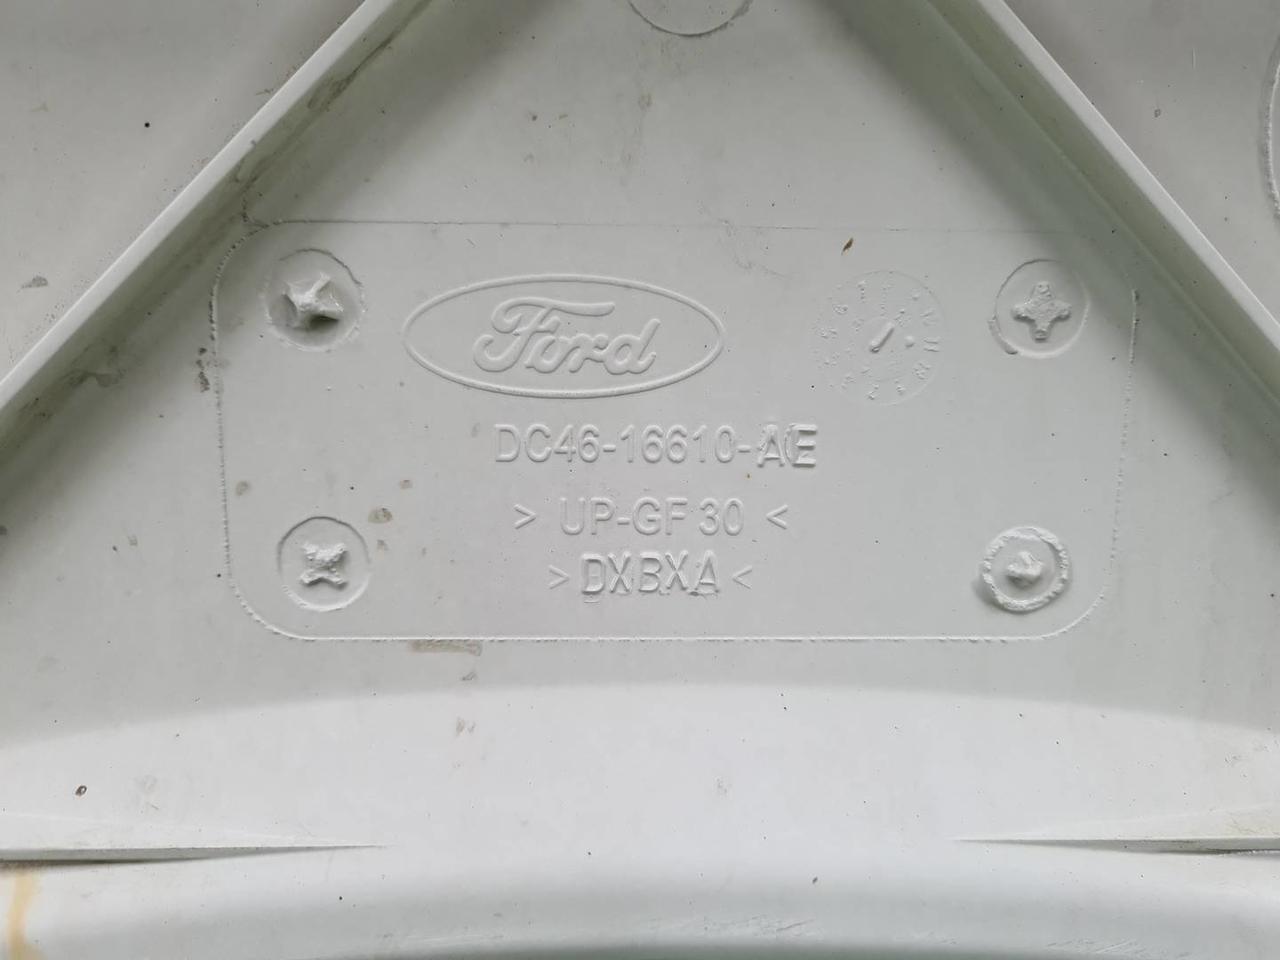 Ford
DC46-16610-AE
> UP-GF 30 <
> DXBXA <